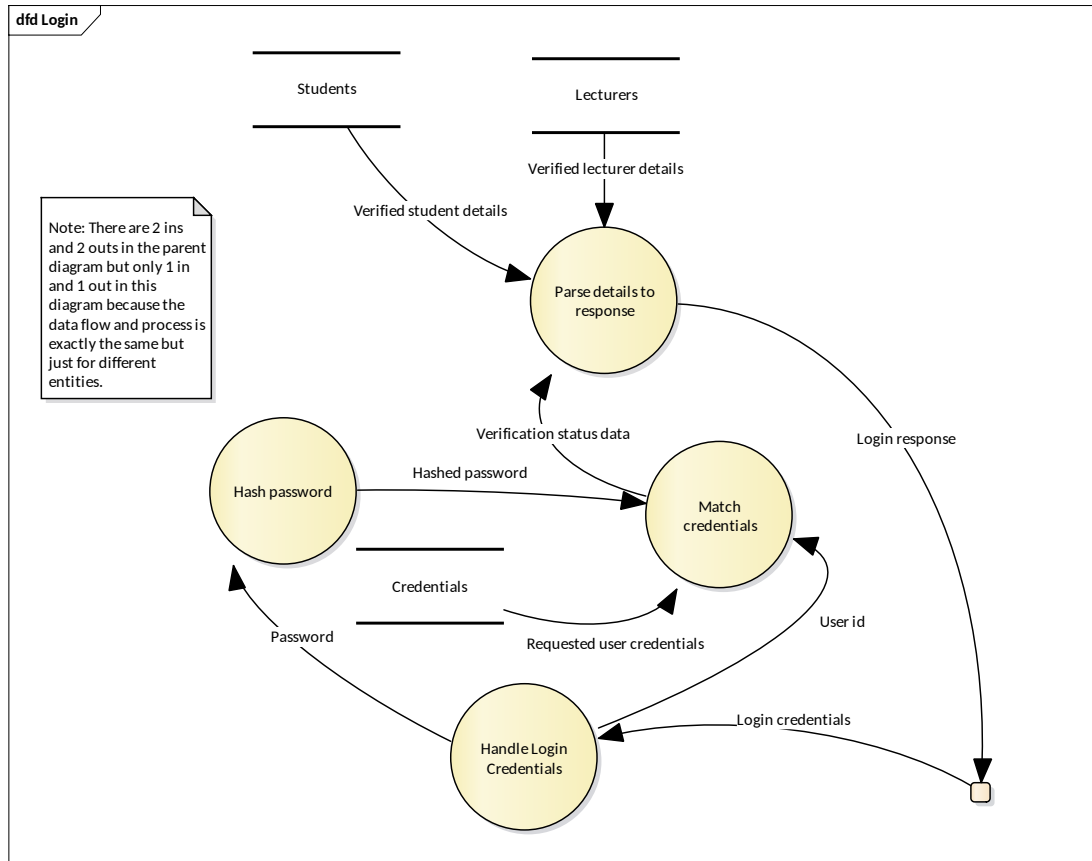 dfd Login
Students
Lecturers
Verified lecturer details
Verified student details
Note: There are 2 ins
and 2 outs in the parent
diagram but only 1 in
and 1 out in this
diagram because the
data flow and process is
exactly the same but
just for different
entities.
Parse details to
response
Verification status data
Login response
Hashed password
Hash password
Match
credentials
Credentials
Requested user credentials
User id
Password
Login credentials
Handle Login
Credentials